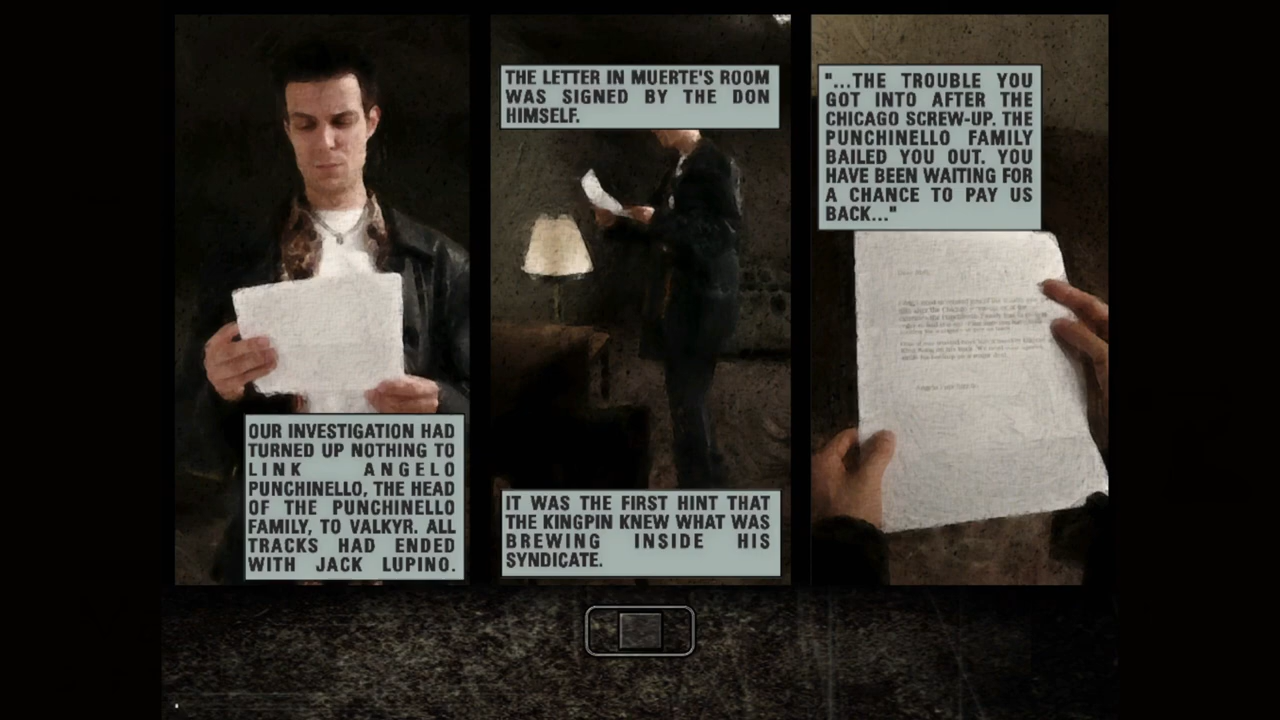 OUR INVESTIGATION HAD
TURNED UP NOTHING TO
LINK ANGELO
PUNCHINELLO, THE HEAD
OF THE PUNCHINELLO
FAMILY, TO VALKYR. ALL
TRACKS HAD ENDED
WITH JACK LUPINO.
THE LETTER IN MUERTE'S ROOM
WAS SIGNED BY THE DON
HIMSELF.
IT WAS THE FIRST HINT THAT
THE KINGPIN KNEW WHAT WAS
BREWING INSIDE HIS
SYNDICATE.
"...THE TROUBLE YOU
GOT INTO AFTER THE
CHICAGO SCREW-UP. THE
PUNCHINELLO FAMILY
BAILED YOU OUT. YOU
HAVE BEEN WAITING FOR
A CHANCE TO PAY US
BACK..."